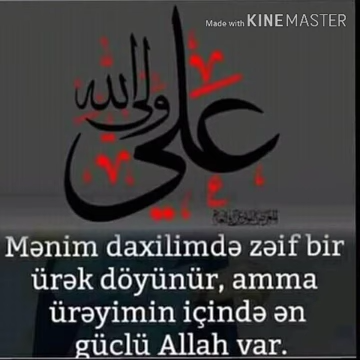 Made with KINEMASTER
علي ولي الله
Mənim daxilimdə zəif bir
ürək döyünür, amma
ürəyimin içində ən
güclü Allah var.